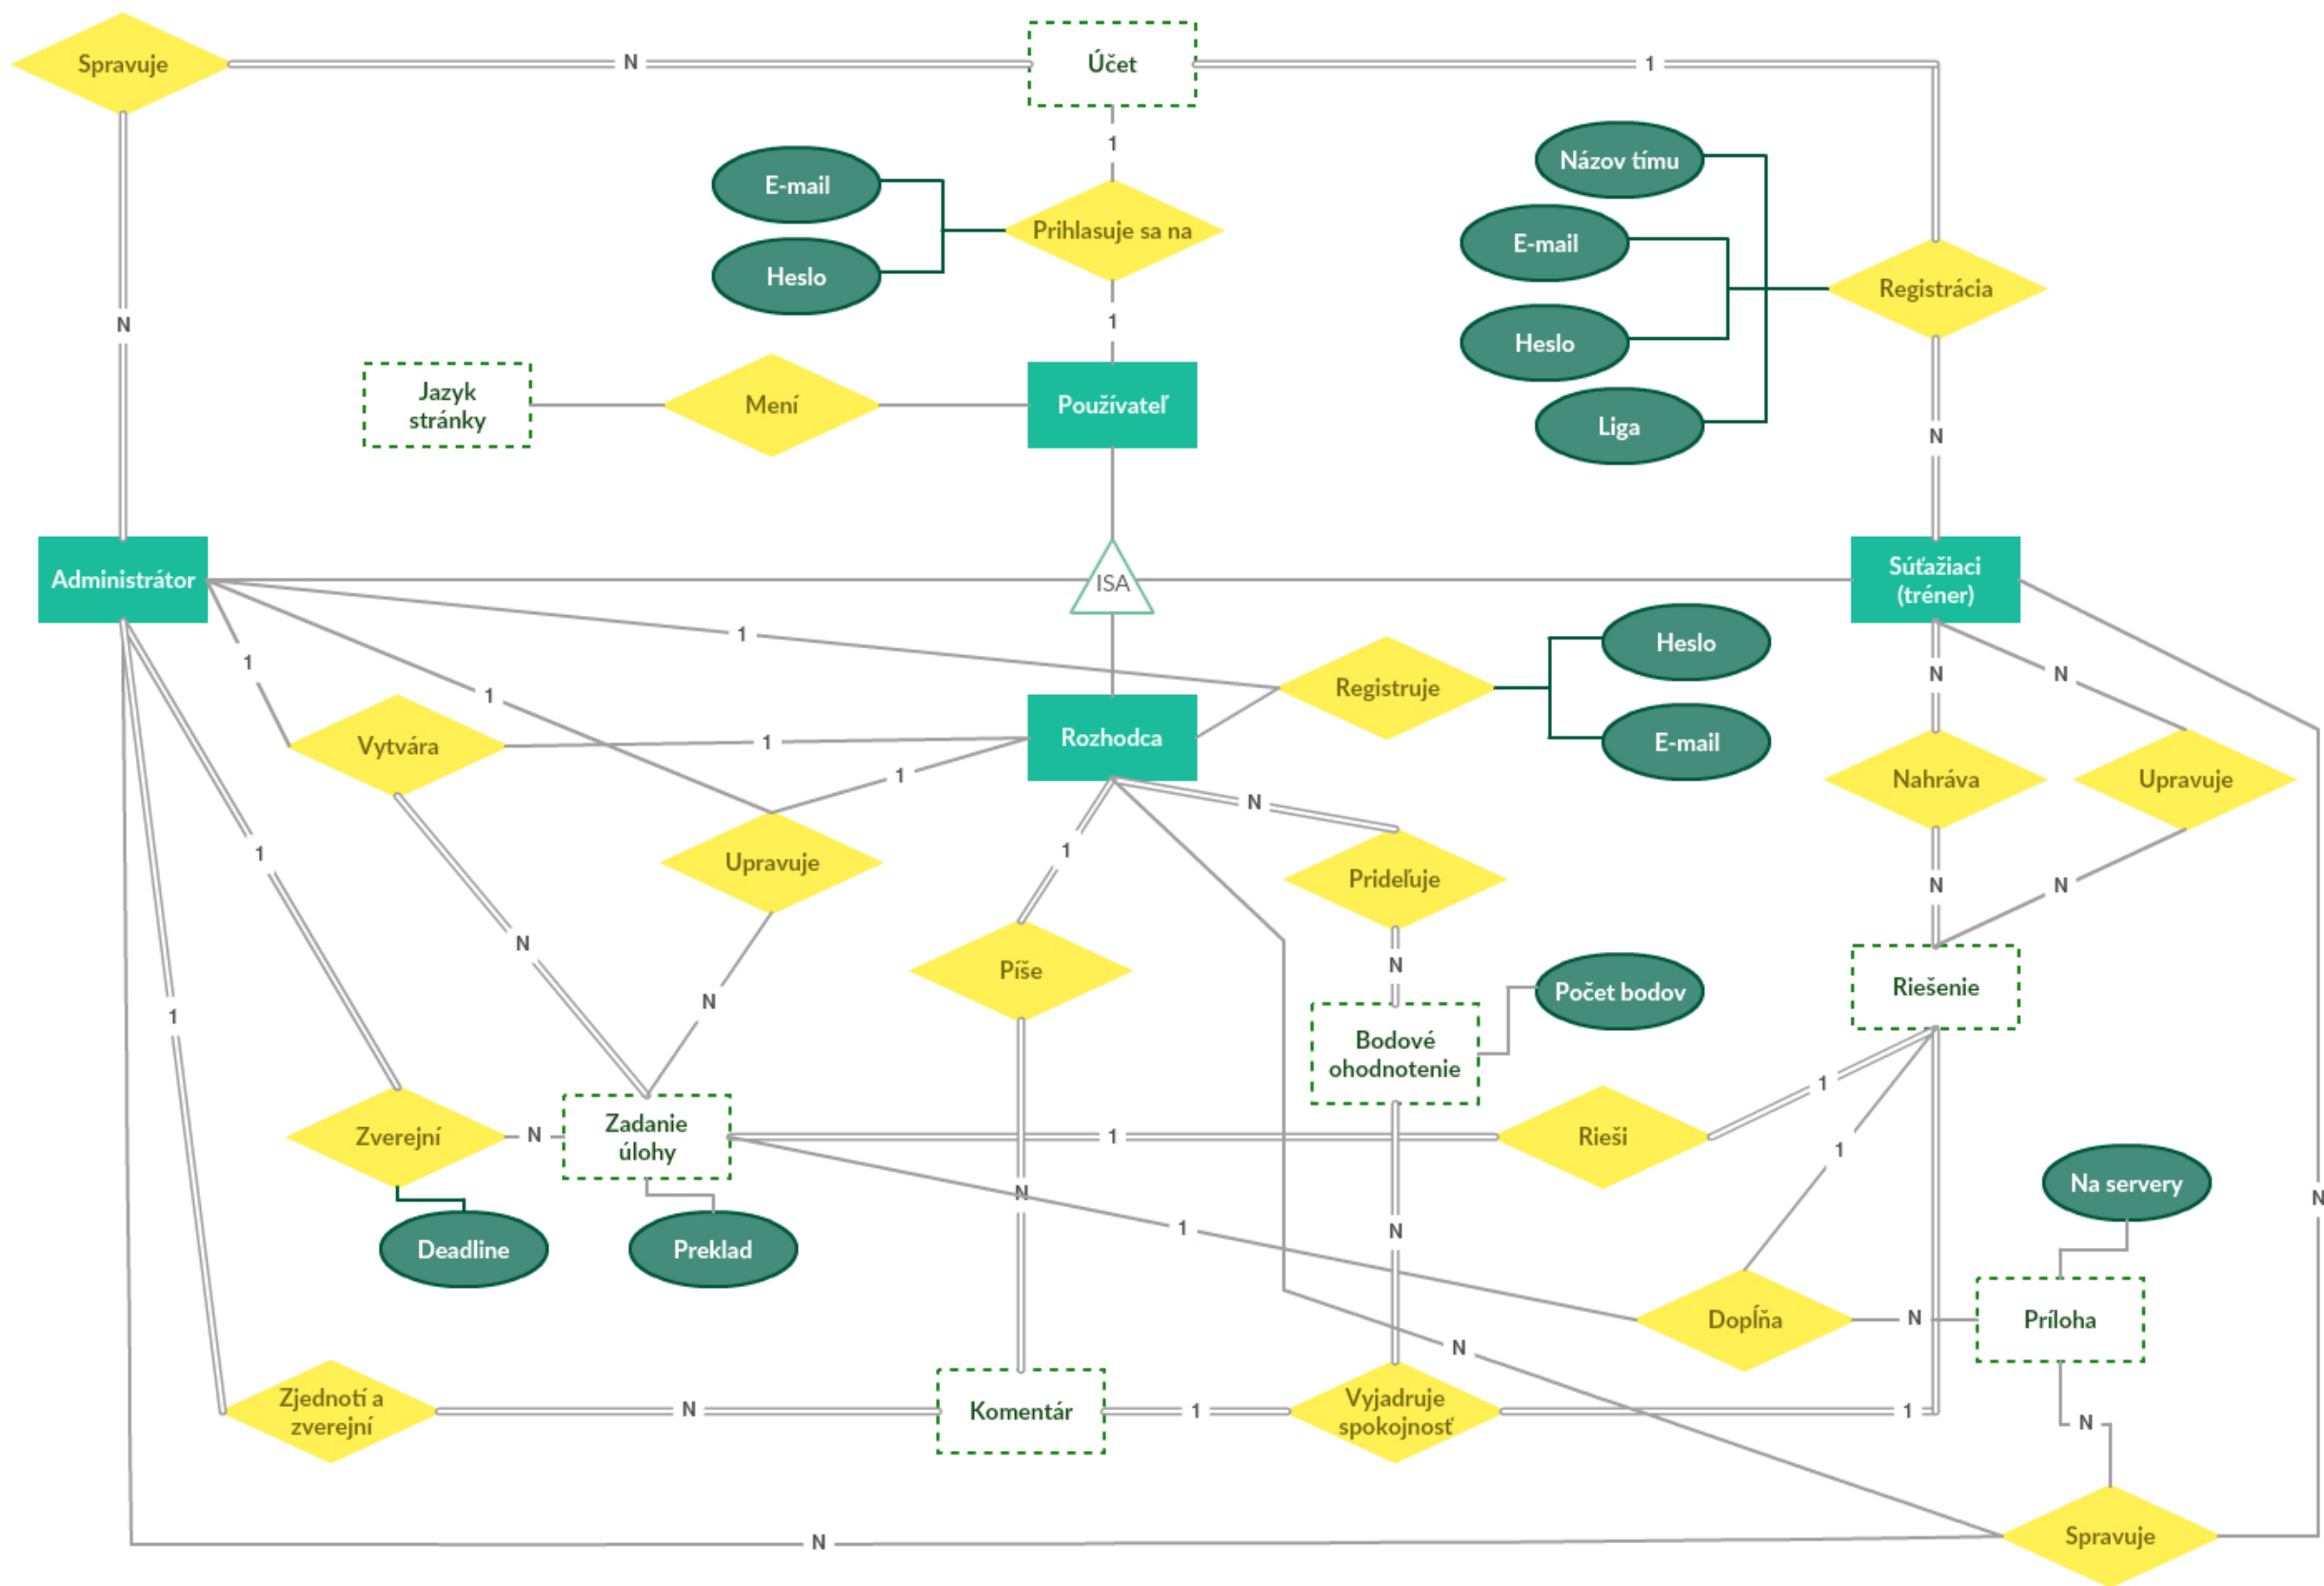 Spravuje
N
Účet
1
1
Názov tímu
E-mail
Prihlasuje sa na
E-mail
Heslo
Registrácia
1
N
Heslo
Jazyk
stránky
Mení
Používateľ
Liga
N
Administrátor
ISA
Súťažiaci
(tréner)
1
1
Heslo
N
N
1
Registruje
Vytvára
1
Rozhodca
E-mail
1
Nahráva
Upravuje
N
1
1
Upravuje
Prideľuje
N
N
N
Píše
N
Počet bodov
Riešenie
N
1
Bodové
ohodnotenie
1
Zverejní
N
Zadanie
úlohy
1
Rieši
1
Na servery
N
N
1
N
Deadline
Preklad
Dopĺňa
N
Príloha
N
Zjednotí a
zverejní
N
Komentár
1
Vyjadruje
spokojnosť
1
N
N
Spravuje